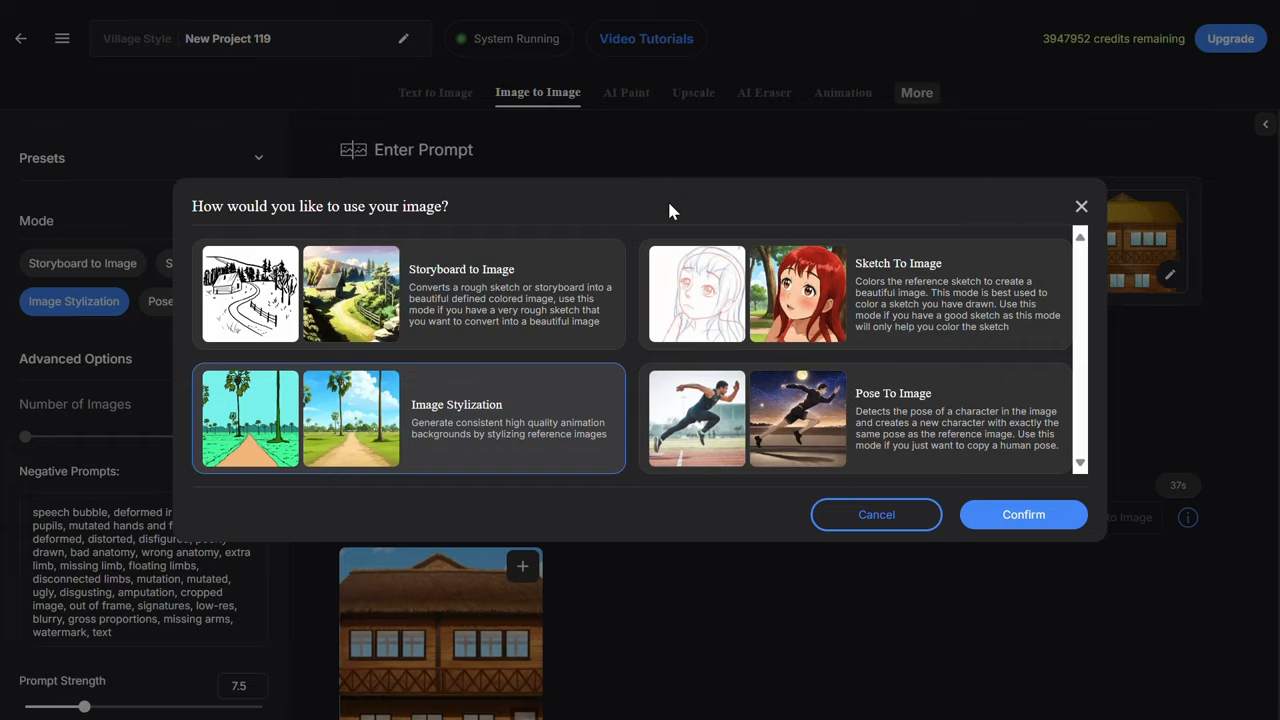 Village Style New Project 119
System Running
Video Tutorials
3947952 credits remaining
Upgrade
Text to Image
Image to Image
AI Paint
Upscale
AI Eraser
Animation
More
Presets
Enter Prompt
Mode
Storyboard to Image
S
Image Stylization
Pose
Advanced Options
Number of Images
Negative Prompts:
speech bubble, deformed ir
pupils, mutated hands and f
deformed, distorted, disfigured, poorly
drawn, bad anatomy, wrong anatomy, extra
limb, missing limb, floating limbs,
disconnected limbs, mutation, mutated,
ugly, disgusting, amputation, cropped
image, out of frame, signatures, low-res,
blurry, gross proportions, missing arms,
watermark, text
Prompt Strength
7.5
How would you like to use your image?
Storyboard to Image
Converts a rough sketch or storyboard into a
beautiful defined colored image, use this
mode if you have a very rough sketch that
you want to convert into a beautiful image
Sketch To Image
Colors the reference sketch to create a
beautiful image. This mode is best used to
color a sketch you have drawn. Use this
mode if you have a good sketch as this mode
will only help you color the sketch
Image Stylization
Generate consistent high quality animation
backgrounds by stylizing reference images
Pose To Image
Detects the pose of a character in the image
and creates a new character with exactly the
same pose as the reference image. Use this
mode if you just want to copy a human pose.
Cancel
Confirm
37s
to Image